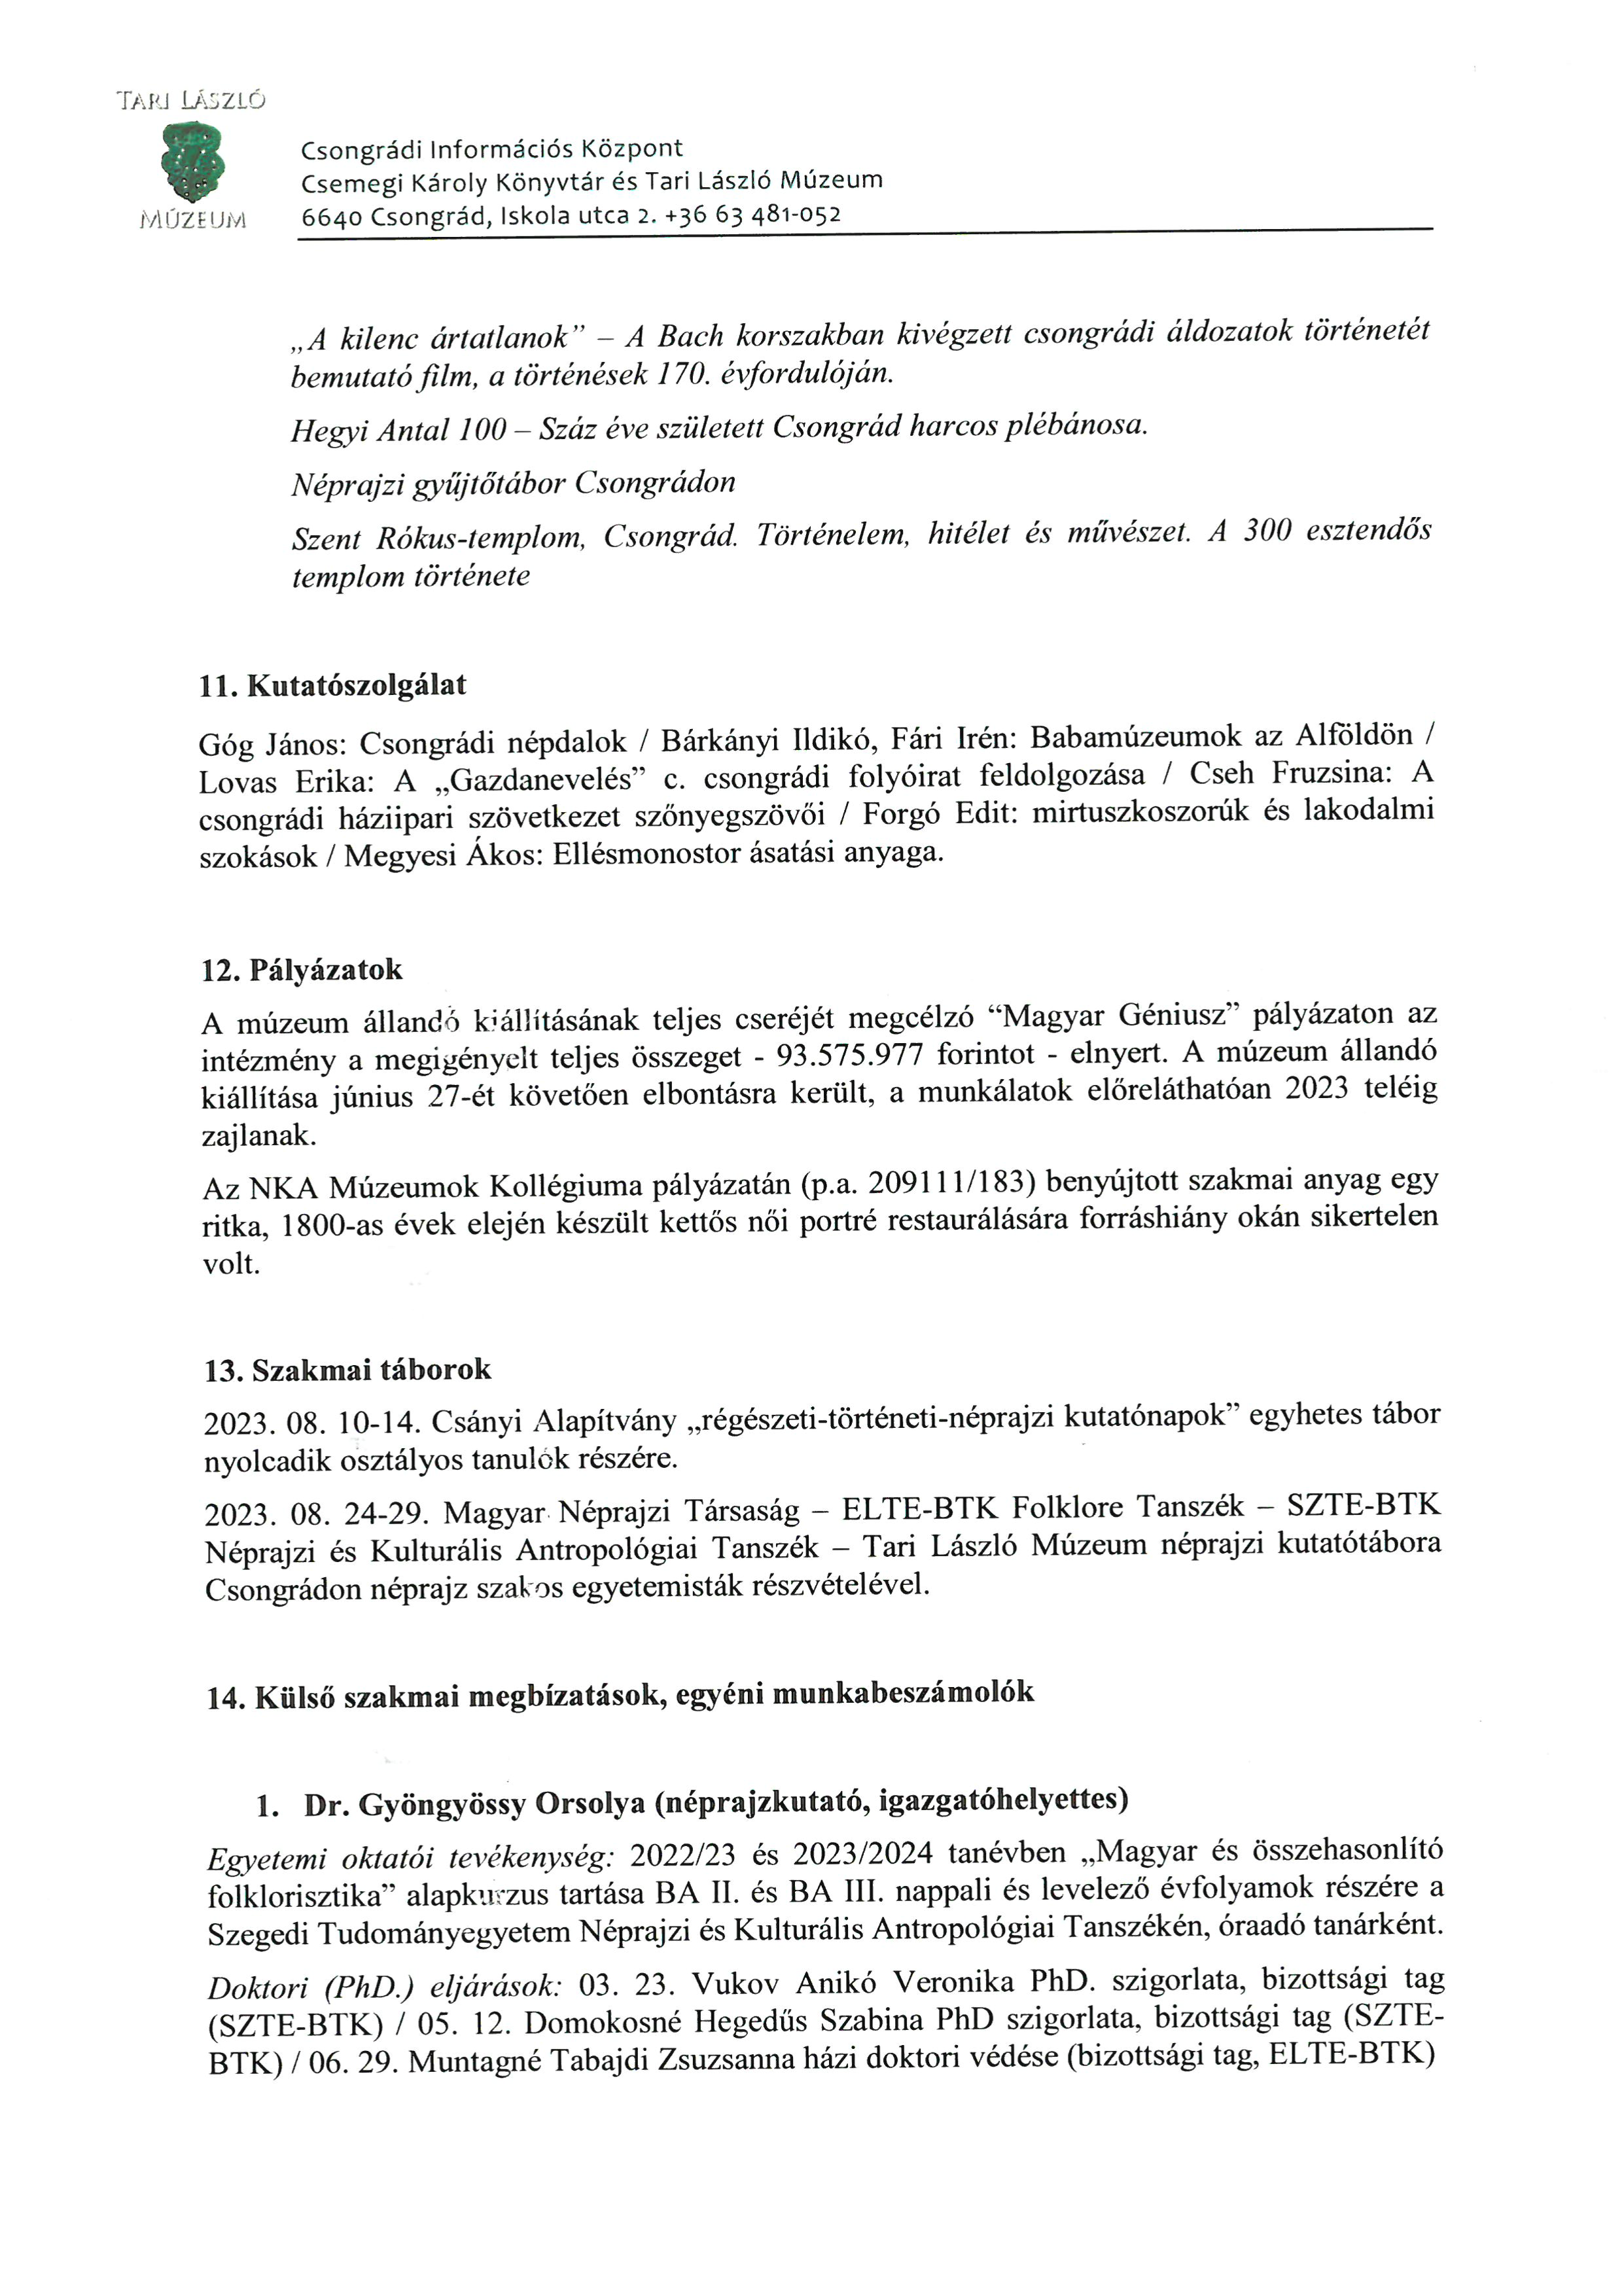 TARI LÁSZLÓ
MÚZEUM
Csongrádi Információs Központ
Csemegi Károly Könyvtár és Tari László Múzeum
6640 Csongrád, Iskola utca 2. +36 63 481-052
„A kilenc ártatlanok” – A Bach korszakban kivégzett csongrádi áldozatok történetét
bemutató film, a történések 170. évfordulóján.
Hegyi Antal 100 – Száz éve született Csongrád harcos plébánosa.
Néprajzi gyűjtőtábor Csongrádon
Szent Rókus-templom, Csongrád. Történelem, hitélet és művészet. A 300 esztendős
templom története
11. Kutatószolgálat
Góg János: Csongrádi népdalok / Bárkányi Ildikó, Fári Irén: Babamúzeumok az Alföldön /
Lovas Erika: A „Gazdanevelés” c. csongrádi folyóirat feldolgozása / Cseh Fruzsina: A
csongrádi háziipari szövetkezet szőnyegszövői / Forgó Edit: mirtuszkoszorúk és lakodalmi
szokások / Megyesi Ákos: Ellésmonostor ásatási anyaga.
12. Pályázatok
A múzeum állandó kiállításának teljes cseréjét megcélzó “Magyar Géniusz” pályázaton az
intézmény a megigényelt teljes összeget - 93.575.977 forintot - elnyert. A múzeum állandó
kiállítása június 27-ét követően elbontásra került, a munkálatok előreláthatóan 2023 teléig
zajlanak.
Az NKA Múzeumok Kollégiuma pályázatán (p.a. 209111/183) benyújtott szakmai anyag egy
ritka, 1800-as évek elején készült kettős női portré restaurálására forráshiány okán sikertelen
volt.
13. Szakmai táborok
2023. 08. 10-14. Csányi Alapítvány „régészeti-történeti-néprajzi kutatónapok” egyhetes tábor
nyolcadik osztályos tanulók részére.
2023. 08. 24-29. Magyar Néprajzi Társaság – ELTE-BTK Folklore Tanszék – SZTE-BTK
Néprajzi és Kulturális Antropológiai Tanszék – Tari László Múzeum néprajzi kutatótábora
Csongrádon néprajz szakos egyetemisták részvételével.
14. Külső szakmai megbízatások, egyéni munkabeszámolók
1. Dr. Gyöngyössy Orsolya (néprajzkutató, igazgatóhelyettes)
Egyetemi oktatói tevékenység: 2022/23 és 2023/2024 tanévben „Magyar és összehasonlító
folklorisztika” alapkurzus tartása BA II. és BA III. nappali és levelező évfolyamok részére a
Szegedi Tudományegyetem Néprajzi és Kulturális Antropológiai Tanszékén, óraadó tanárként.
Doktori (PhD.) eljárások: 03. 23. Vukov Anikó Veronika PhD. szigorlata, bizottsági tag
(SZTE-BTK) / 05. 12. Domokosné Hegedűs Szabina PhD szigorlata, bizottsági tag (SZTE-
BTK) / 06. 29. Muntagné Tabajdi Zsuzsanna házi doktori védése (bizottsági tag, ELTE-BTK)